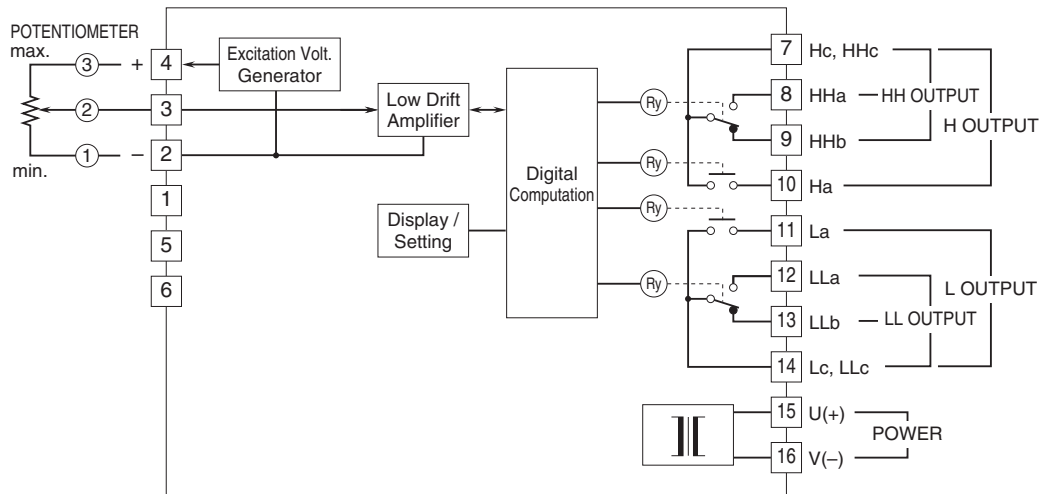 POTENTIOMETER
max.
3
+
4
Excitation Volt.
Generator
2
3
Low Drift
Amplifier
1
–
2
min.
1
5
6
Display /
Setting
Digital
Computation
Ry
Ry
Ry
Ry
7 Hc, HHc
8 HHa
HH OUTPUT
9 HHb
H OUTPUT
10 Ha
11 La
12 LLa
L OUTPUT
13 LLb
LL OUTPUT
14 Lc, LLc
15 U(+)
POWER
16 V(–)